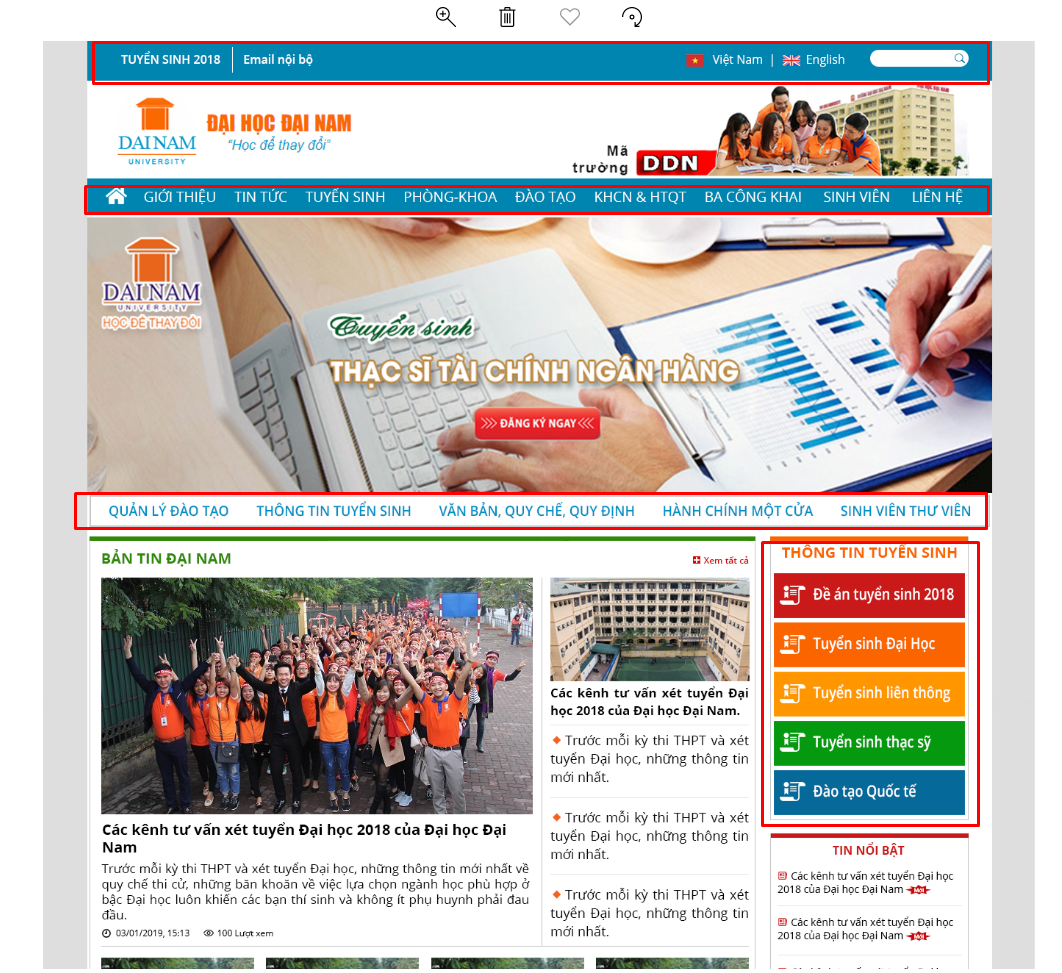 TUYỂN SINH 2018
Email nội bộ
Việt Nam | English
DAI NAM
UNIVERSITY
ĐẠI HỌC ĐẠI NAM
“Học để thay đổi”
Mã
trường DDN
GIỚI THIỆU TIN TỨC TUYỂN SINH PHÒNG-KHOA ĐÀO TẠO KHCN & HTQT BA CÔNG KHAI SINH VIÊN LIÊN HỆ
DAI NAM
UNIVERSITY
HỌC ĐỂ THAY ĐỔI
Tuyển sinh
THẠC SĨ TÀI CHÍNH NGÂN HÀNG
ĐĂNG KÝ NGAY
QUẢN LÝ ĐÀO TẠO THÔNG TIN TUYỂN SINH VĂN BẢN, QUY CHẾ, QUY ĐỊNH HÀNH CHÍNH MỘT CỬA SINH VIÊN THƯ VIÊN
BẢN TIN ĐẠI NAM
Xem tất cả
Các kênh tư vấn xét tuyển Đại học 2018 của Đại học Đại
Nam
Trước mỗi kỳ thi THPT và xét tuyển Đại học, những thông tin mới nhất về
quy chế thi cử, những băn khoăn về việc lựa chọn ngành học phù hợp ở
bậc Đại học luôn khiến các bạn thí sinh và không ít phụ huynh phải đau
đầu.
03/01/2019, 15:13 100 Lượt xem
Các kênh tư vấn xét tuyển Đại
học 2018 của Đại học Đại Nam.
Trước mỗi kỳ thi THPT và xét
tuyển Đại học, những thông tin
mới nhất.
Trước mỗi kỳ thi THPT và xét
tuyển Đại học, những thông tin
mới nhất.
Trước mỗi kỳ thi THPT và xét
tuyển Đại học, những thông tin
mới nhất.
THÔNG TIN TUYỂN SINH
Đề án tuyển sinh 2018
Tuyển sinh Đại Học
Tuyển sinh liên thông
Tuyển sinh thạc sỹ
Đào tạo Quốc tế
TIN NỔI BẬT
Các kênh tư vấn xét tuyển Đại học
2018 của Đại học Đại Nam
Các kênh tư vấn xét tuyển Đại học
2018 của Đại học Đại Nam